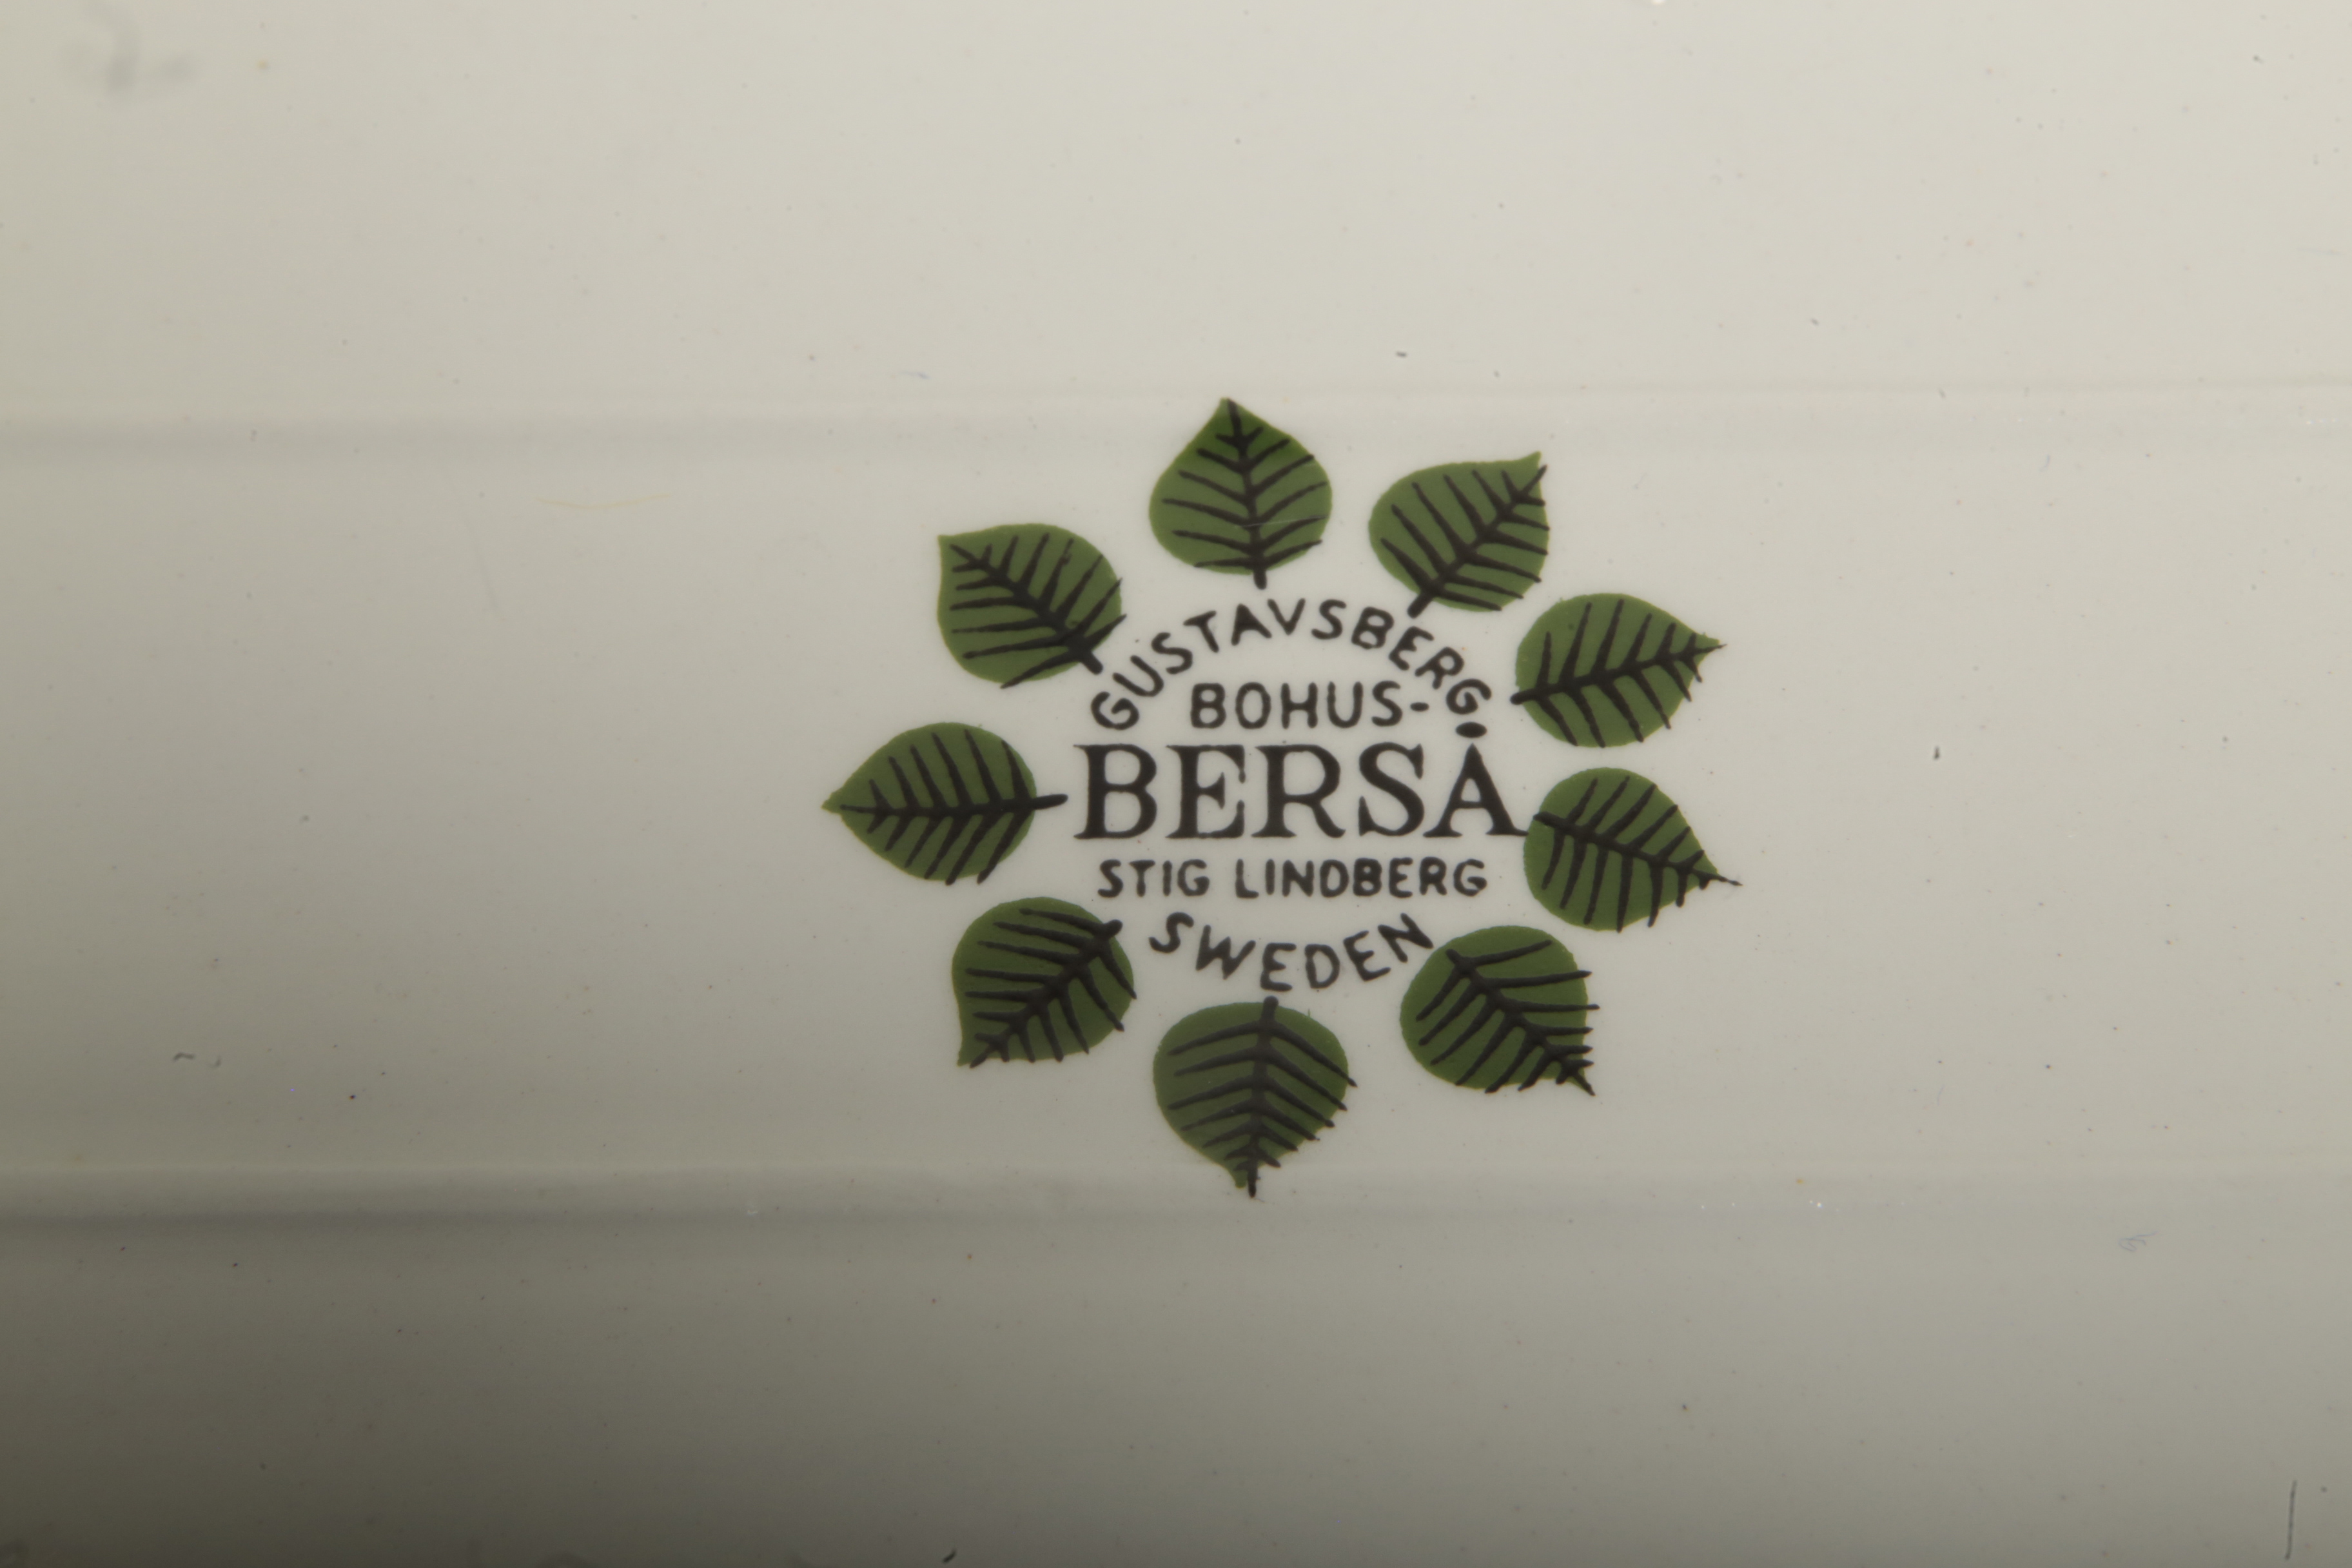 GUSTAVSBERG
BOHUS-
BERSÅ
STIG LINDBERG
SWEDEN